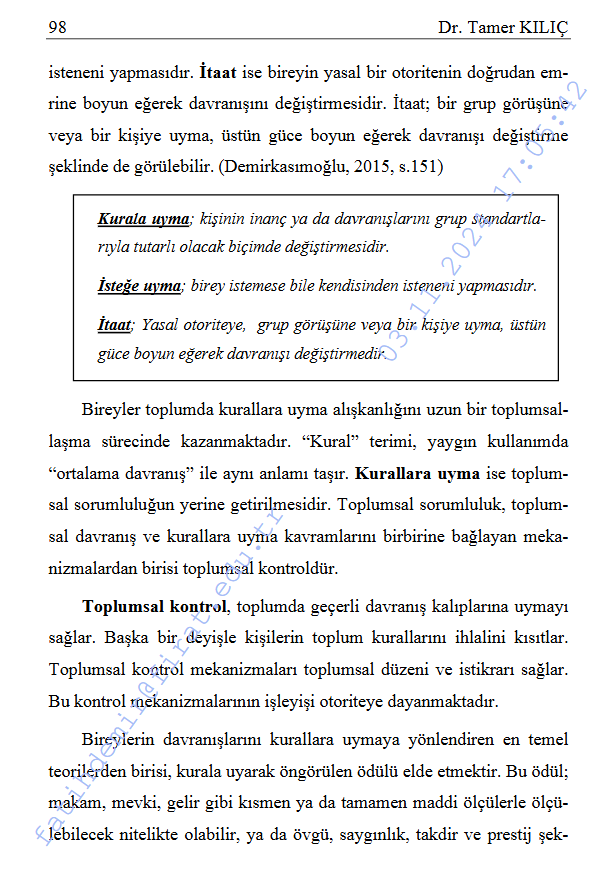 98
Dr. Tamer KILIÇ
isteneni yapmasıdır. İtaat ise bireyin yasal bir otoritenin doğrudan em-
rine boyun eğerek davranışını değiştirmesidir. İtaat; bir grup görüşüne
veya bir kişiye uyma, üstün güce boyun eğerek davranışı değiştirme
şeklinde de görülebilir. (Demirkasımoğlu, 2015, s.151)
Kurala uyma; kişinin inanç ya da davranışlarını grup standartla-
rıyla tutarlı olacak biçimde değiştirmesidir.
İsteğe uyma; birey istemese bile kendisinden isteneni yapmasıdır.
İtaat; Yasal otoriteye, grup görüşüne veya bir kişiye uyma, üstün
güce boyun eğerek davranışı değiştirmedir.
Bireyler toplumda kurallara uyma alışkanlığını uzun bir toplumsal-
laşma sürecinde kazanmaktadır. “Kural” terimi, yaygın kullanımda
“ortalama davranış” ile aynı anlamı taşır. Kurallara uyma ise toplum-
sal sorumluluğun yerine getirilmesidir. Toplumsal sorumluluk, toplum-
sal davranış ve kurallara uyma kavramlarını birbirine bağlayan meka-
nizmalardan birisi toplumsal kontroldür.
Toplumsal kontrol, toplumda geçerli davranış kalıplarına uymayı
sağlar. Başka bir deyişle kişilerin toplum kurallarını ihlalini kısıtlar.
Toplumsal kontrol mekanizmaları toplumsal düzeni ve istikrarı sağlar.
Bu kontrol mekanizmalarının işleyişi otoriteye dayanmaktadır.
Bireylerin davranışlarını kurallara uymaya yönlendiren en temel
teorilerden birisi, kurala uyarak öngörülen ödülü elde etmektir. Bu ödül;
makam, mevki, gelir gibi kısmen ya da tamamen maddi ölçülerle ölçü-
lebilecek nitelikte olabilir, ya da övgü, saygınlık, takdir ve prestij şek-
fatihdemir@firat.edu.tr
03.11.2024 17:05:42